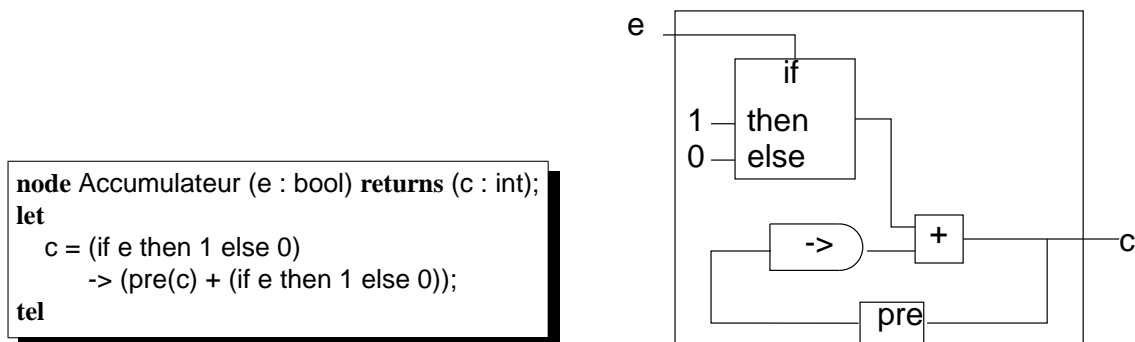 node Accumulateur (e : bool) returns (c : int);
let
c = (if e then 1 else 0)
-> (pre(c) + (if e then 1 else 0));
tel
e
if
1 then
0 else
-> +
c
pre